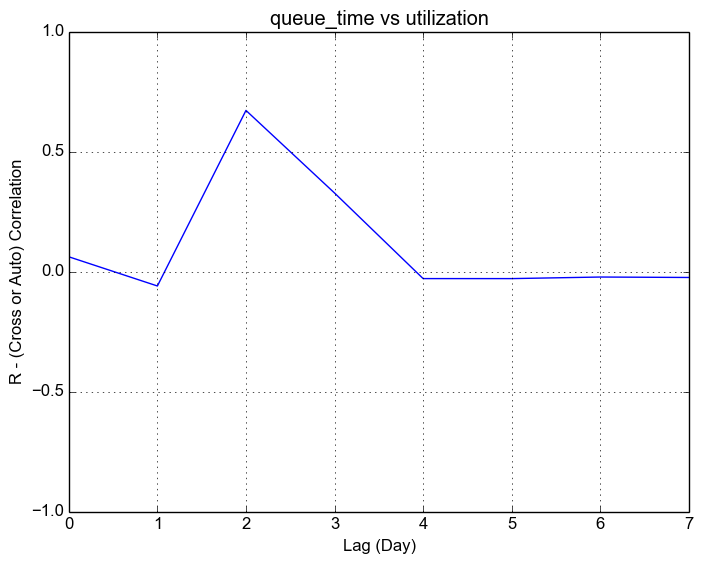 queue_time vs utilization
1.0
0.5
0.0
−0.5
−1.0
R - (Cross or Auto) Correlation
0 1 2 3 4 5 6 7
Lag (Day)